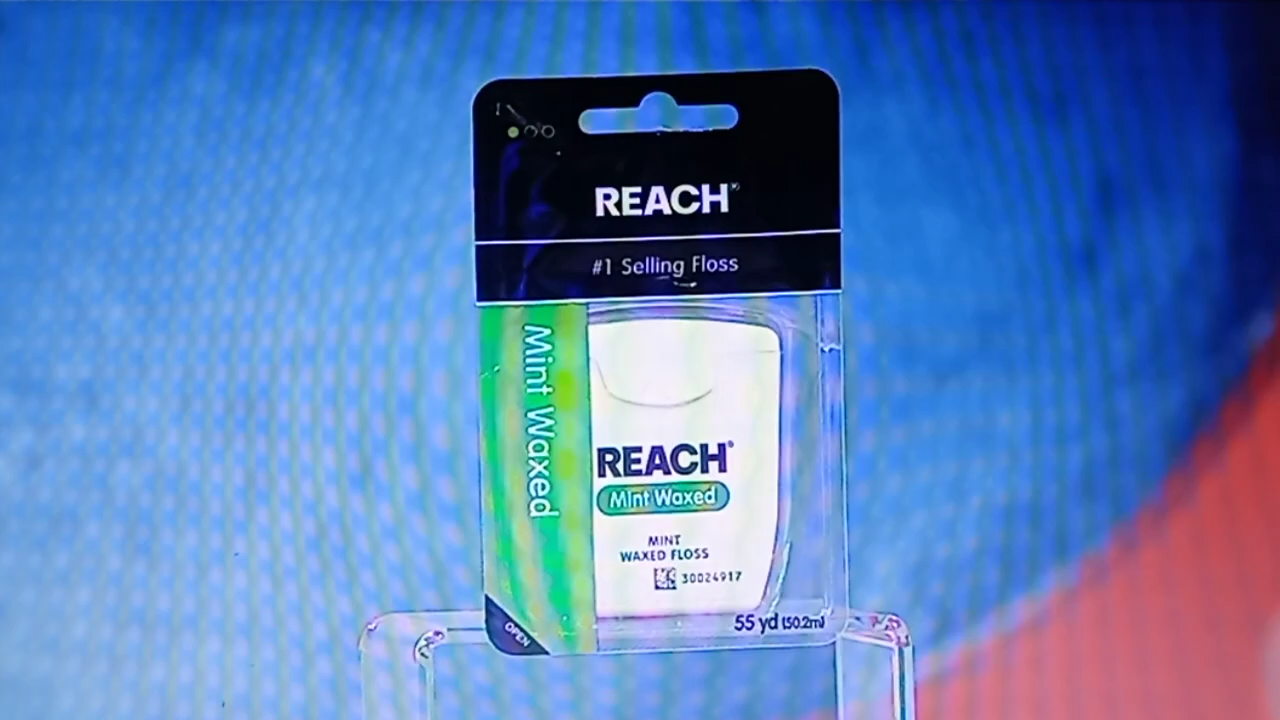 REACH®
#1 Selling Floss
Mint Waxed
REACH®
Mint Waxed
MINT
WAXED FLOSS
30024917
OPEN
55 yd (50.2m)